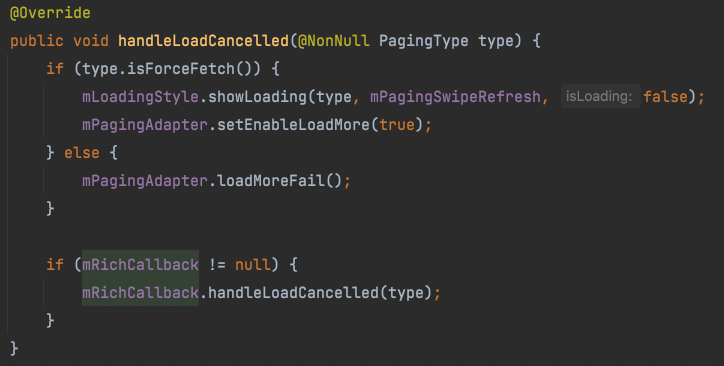 @Override
public void handleLoadCancelled(@NonNull PagingType type) {
    if (type.isForceFetch()) {
        mLoadingStyle.showLoading(type, mPagingSwipeRefresh, isLoading: false);
        mPagingAdapter.setEnableLoadMore(true);
    } else {
        mPagingAdapter.loadMoreFail();
    }

    if (mRichCallback != null) {
        mRichCallback.handleLoadCancelled(type);
    }
}